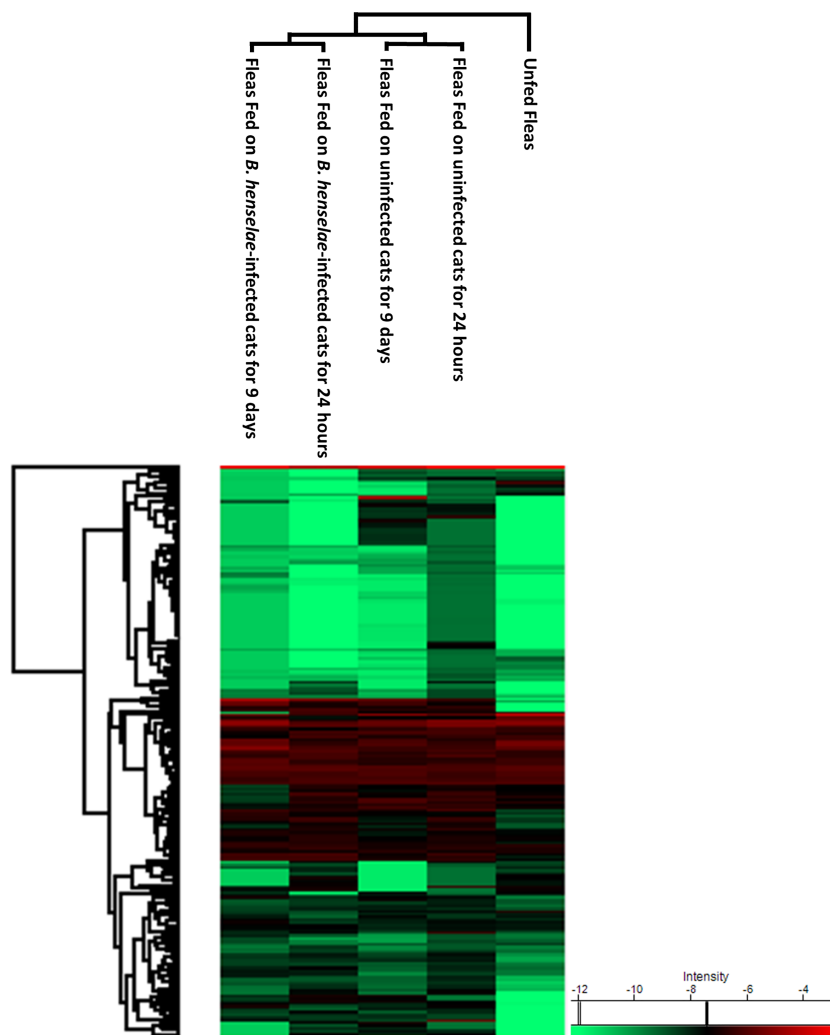 Fleas Fed on B. henselae-infected cats for 9 days
Fleas Fed on B. henselae-infected cats for 24 hours
Fleas Fed on uninfected cats for 9 days
Fleas Fed on uninfected cats for 24 hours
Unfed Fleas
Intensity
-12 -10 -8 -6 -4